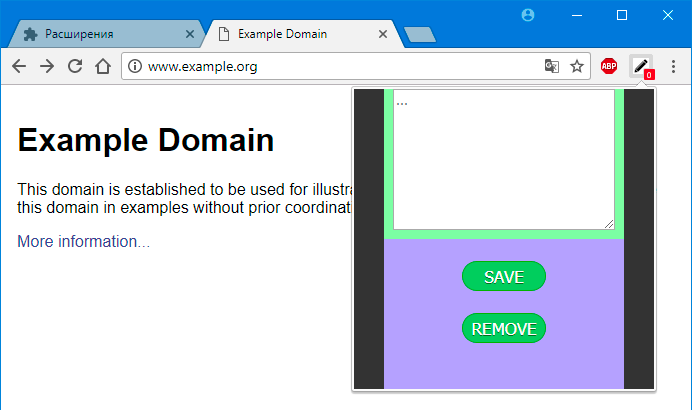 Расширения
Example Domain
www.example.org
ABP
0
Example Domain
This domain is established to be used for illustra
this domain in examples without prior coordinati
More information...
...
SAVE
REMOVE